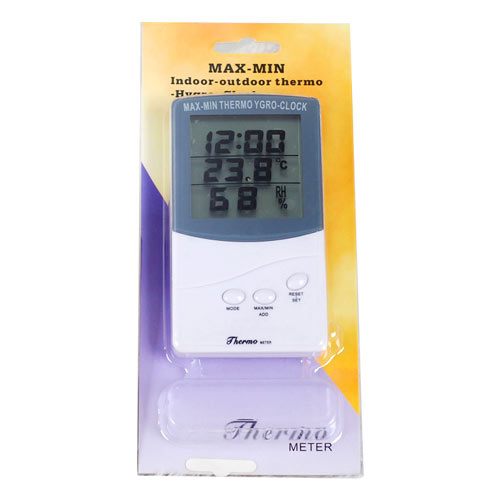 MAX-MIN
Indoor-outdoor thermo
MAX-MIN THERMO YGRO-CLOCK
12:00
23.8 °C
68 RH %
RESET
SET
MODE
MAX/MIN
ADD
Thermo METER
Thermo
METER